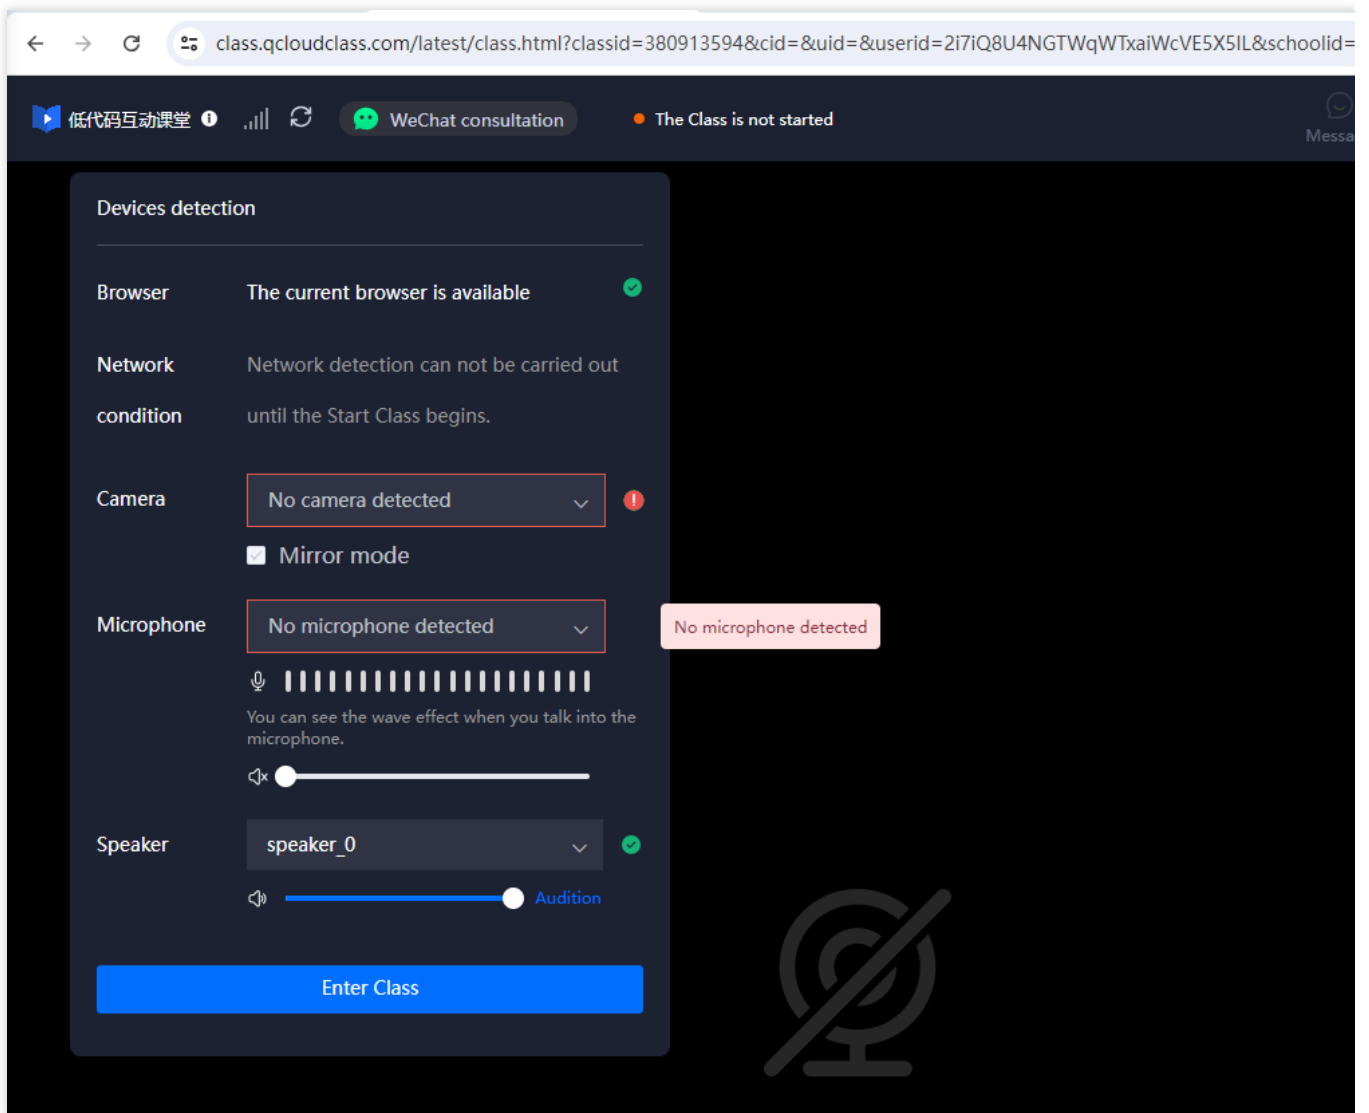 class.qcloudclass.com/latest/class.html?classid=380913594&cid=&uid=&userid=2i7iQ8U4NGTWqWTxaiWcVE5X5IL&schoolid=
低代码互动课堂
WeChat consultation
The Class is not started
Messa
Devices detection
Browser
The current browser is available
Network condition
Network detection can not be carried out
until the Start Class begins.
Camera
No camera detected
Mirror mode
Microphone
No microphone detected
No microphone detected
You can see the wave effect when you talk into the
microphone.
Speaker
speaker_0
Audition
Enter Class